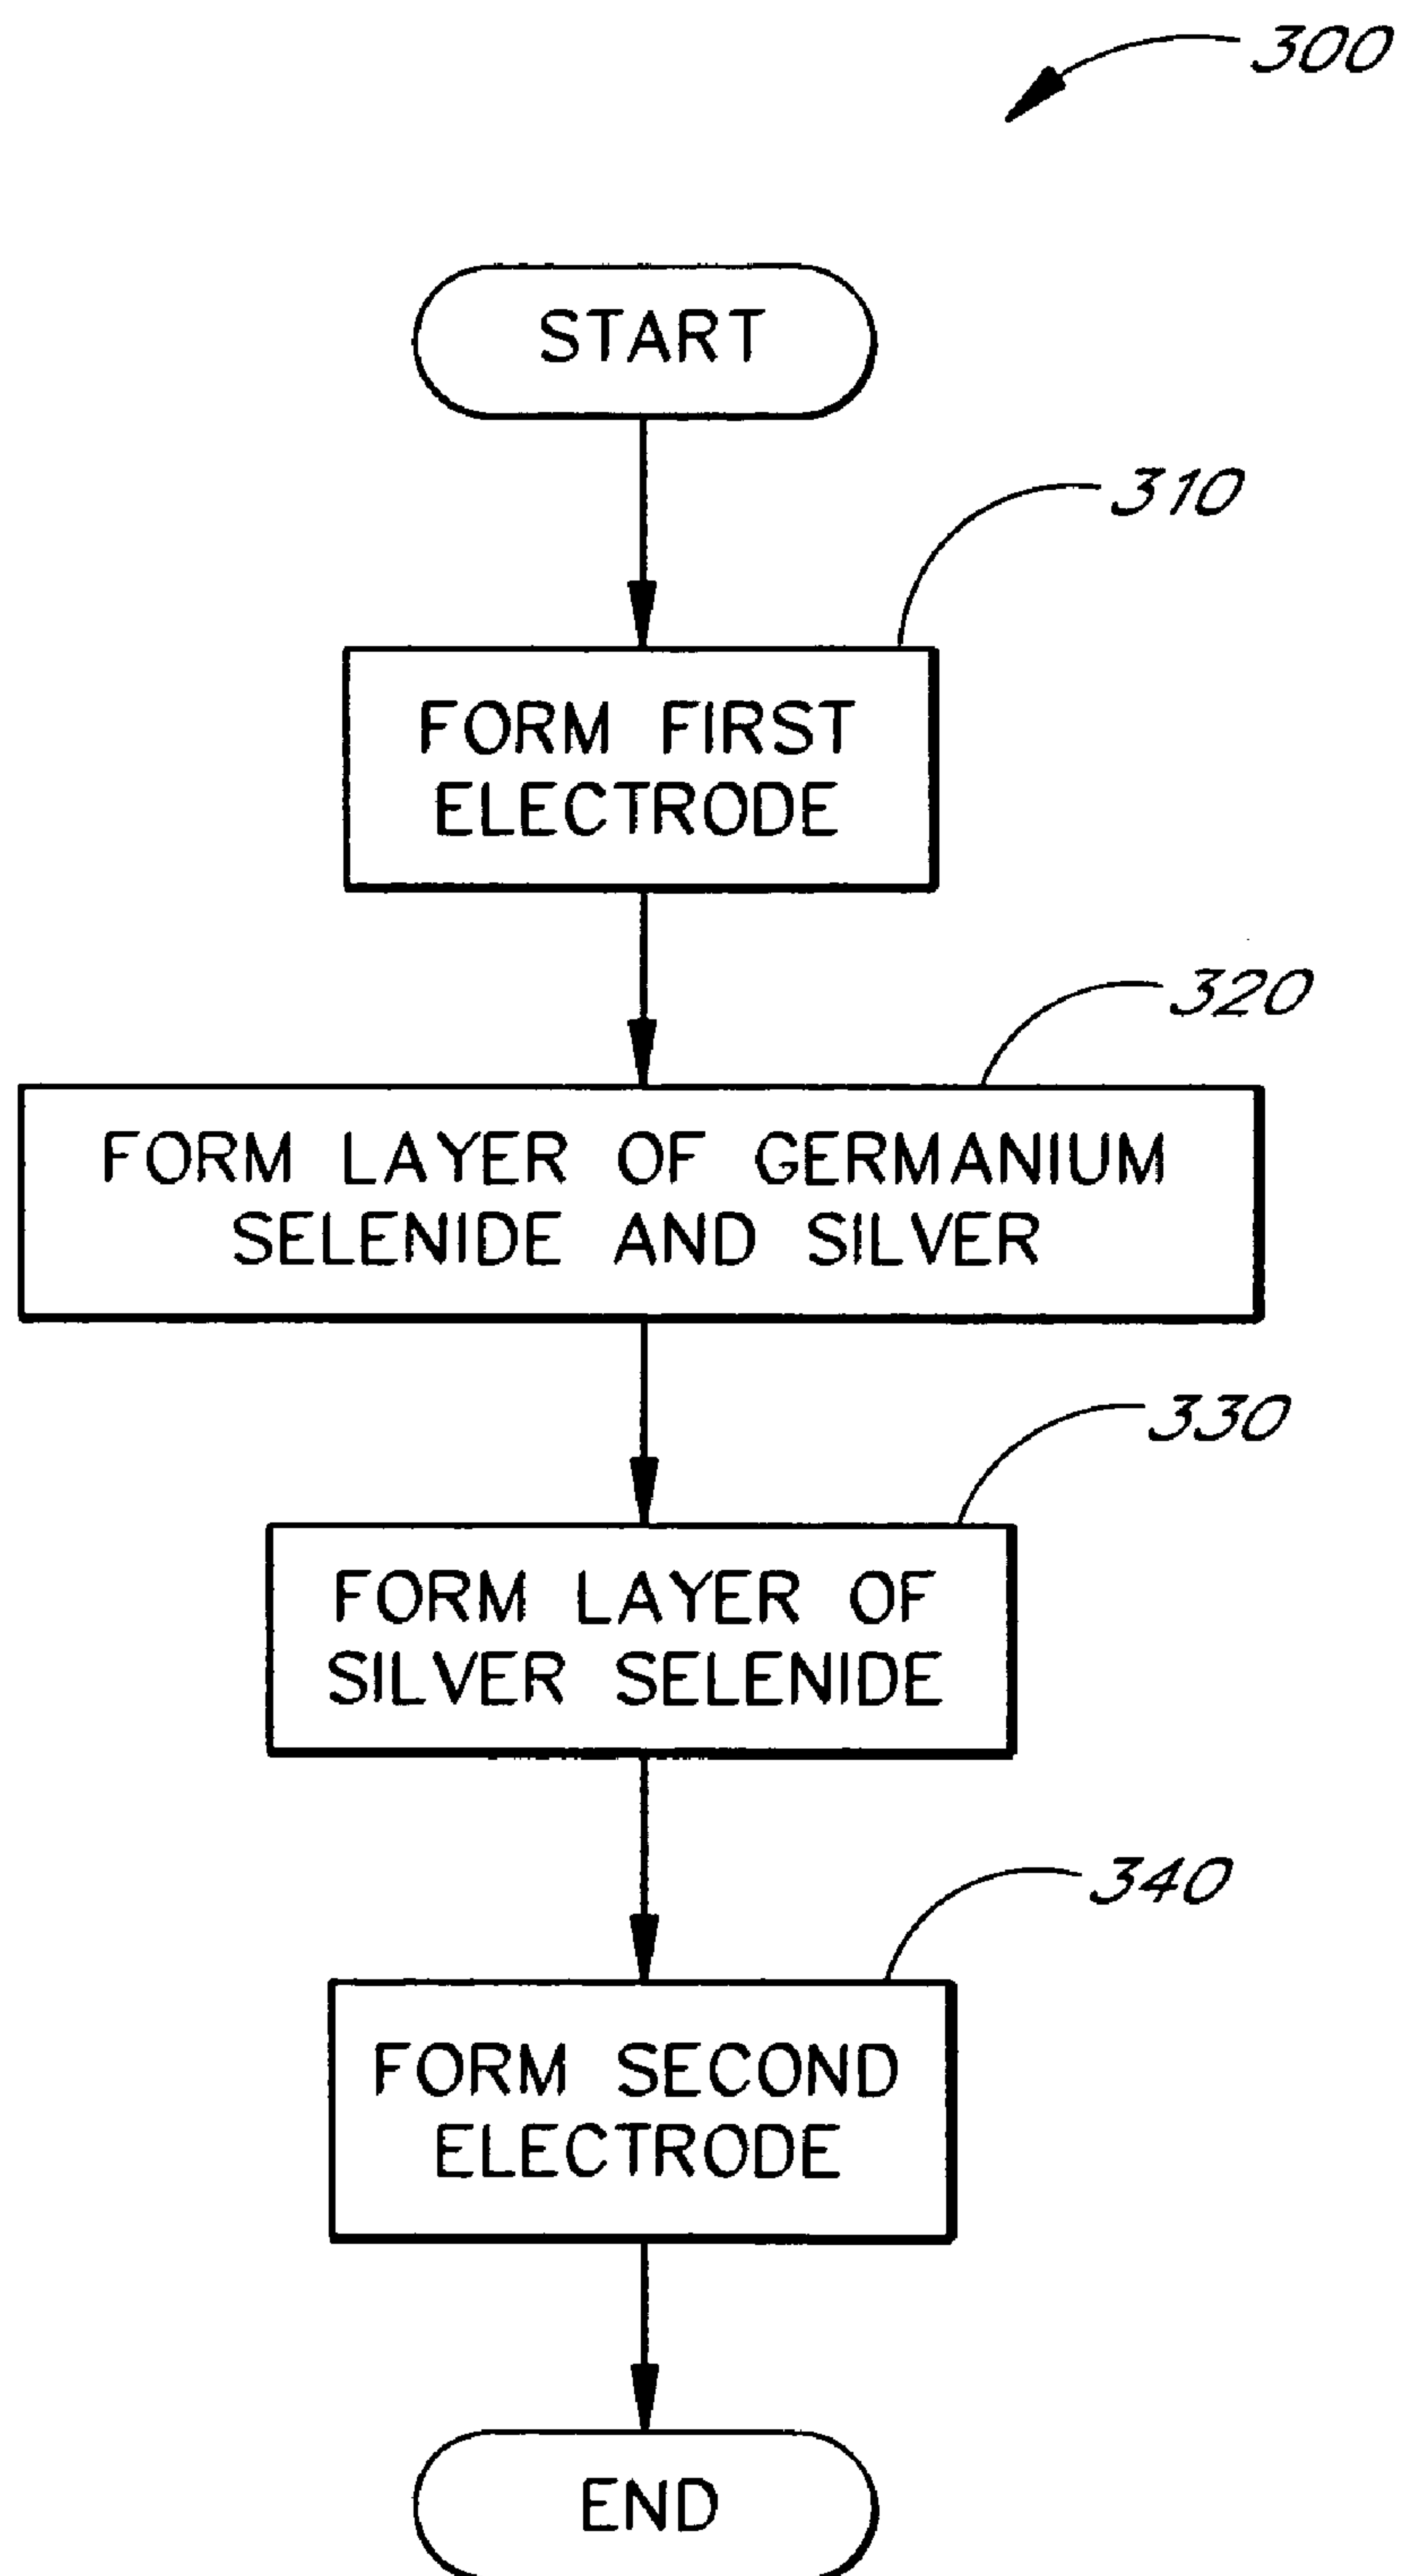 300
START
310
FORM FIRST
ELECTRODE
320
FORM LAYER OF GERMANIUM
SELENIDE AND SILVER
330
FORM LAYER OF
SILVER SELENIDE
340
FORM SECOND
ELECTRODE
END